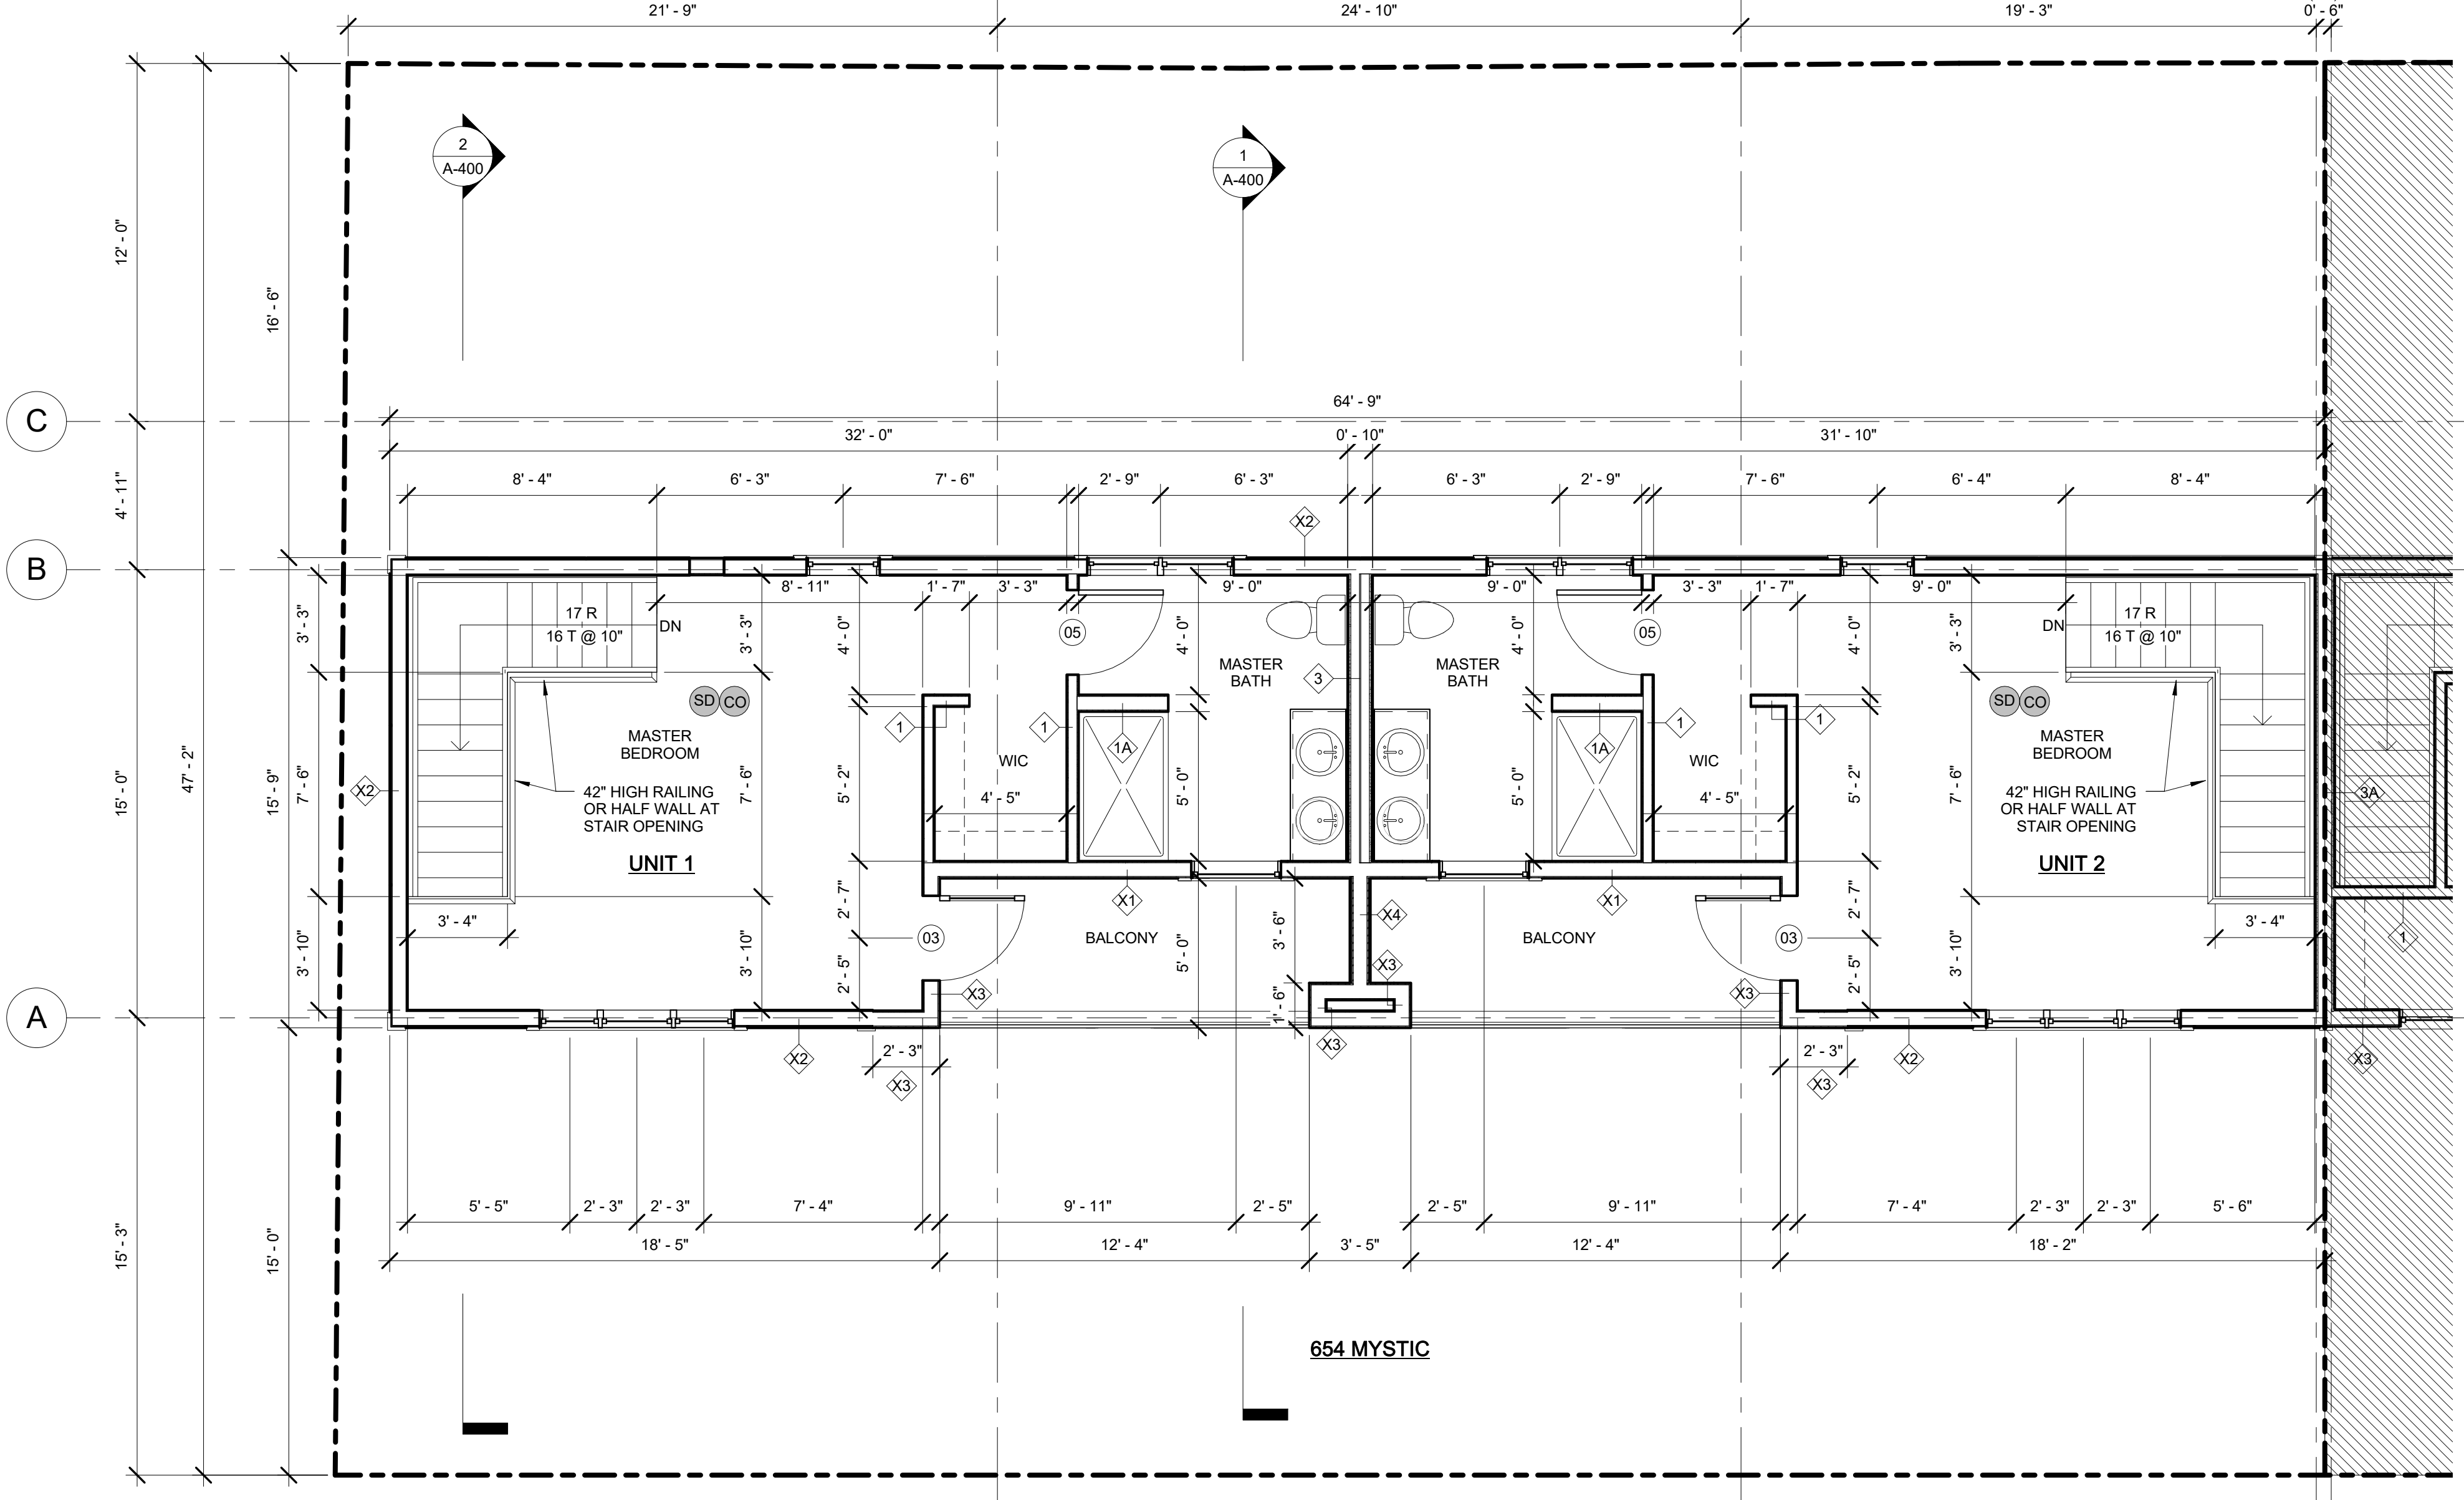 21' - 9"
24' - 10"
19' - 3"
0' - 6"
12' - 0"
16' - 6"
2
A-400
1
A-400
C
64' - 9"
32' - 0"
0' - 10"
31' - 10"
4' - 11"
8' - 4"
6' - 3"
7' - 6"
2' - 9"
6' - 3"
6' - 3"
2' - 9"
7' - 6"
6' - 4"
8' - 4"
X2
B
8' - 11"
1' - 7"
3' - 3"
9' - 0"
9' - 0"
3' - 3"
1' - 7"
9' - 0"
17 R
16 T @ 10"
DN
05
05
DN
17 R
16 T @ 10"
3' - 3"
3' - 3"
4' - 0"
4' - 0"
4' - 0"
4' - 0"
3' - 3"
MASTER
BATH
MASTER
BATH
3
SD
CO
SD
CO
1
1
1A
1A
1
1
MASTER
BEDROOM
MASTER
BEDROOM
WIC
WIC
47' - 2"
15' - 0"
15' - 9"
7' - 6"
X2
7' - 6"
5' - 2"
5' - 0"
5' - 0"
5' - 2"
7' - 6"
3A
42" HIGH RAILING
OR HALF WALL AT
STAIR OPENING
4' - 5"
4' - 5"
42" HIGH RAILING
OR HALF WALL AT
STAIR OPENING
UNIT 1
UNIT 2
2' - 7"
X1
X4
X1
2' - 7"
3' - 4"
3' - 4"
3' - 10"
3' - 10"
03
BALCONY
3' - 6"
BALCONY
03
3' - 10"
1
2' - 5"
5' - 0"
X3
2' - 5"
X3
X3
1' - 6"
A
X2
2' - 3"
X3
X3
2' - 3"
X2
X3
X3
5' - 5"
2' - 3"
2' - 3"
7' - 4"
9' - 11"
2' - 5"
2' - 5"
9' - 11"
7' - 4"
2' - 3"
2' - 3"
5' - 6"
15' - 3"
15' - 0"
18' - 5"
12' - 4"
3' - 5"
12' - 4"
18' - 2"
654 MYSTIC